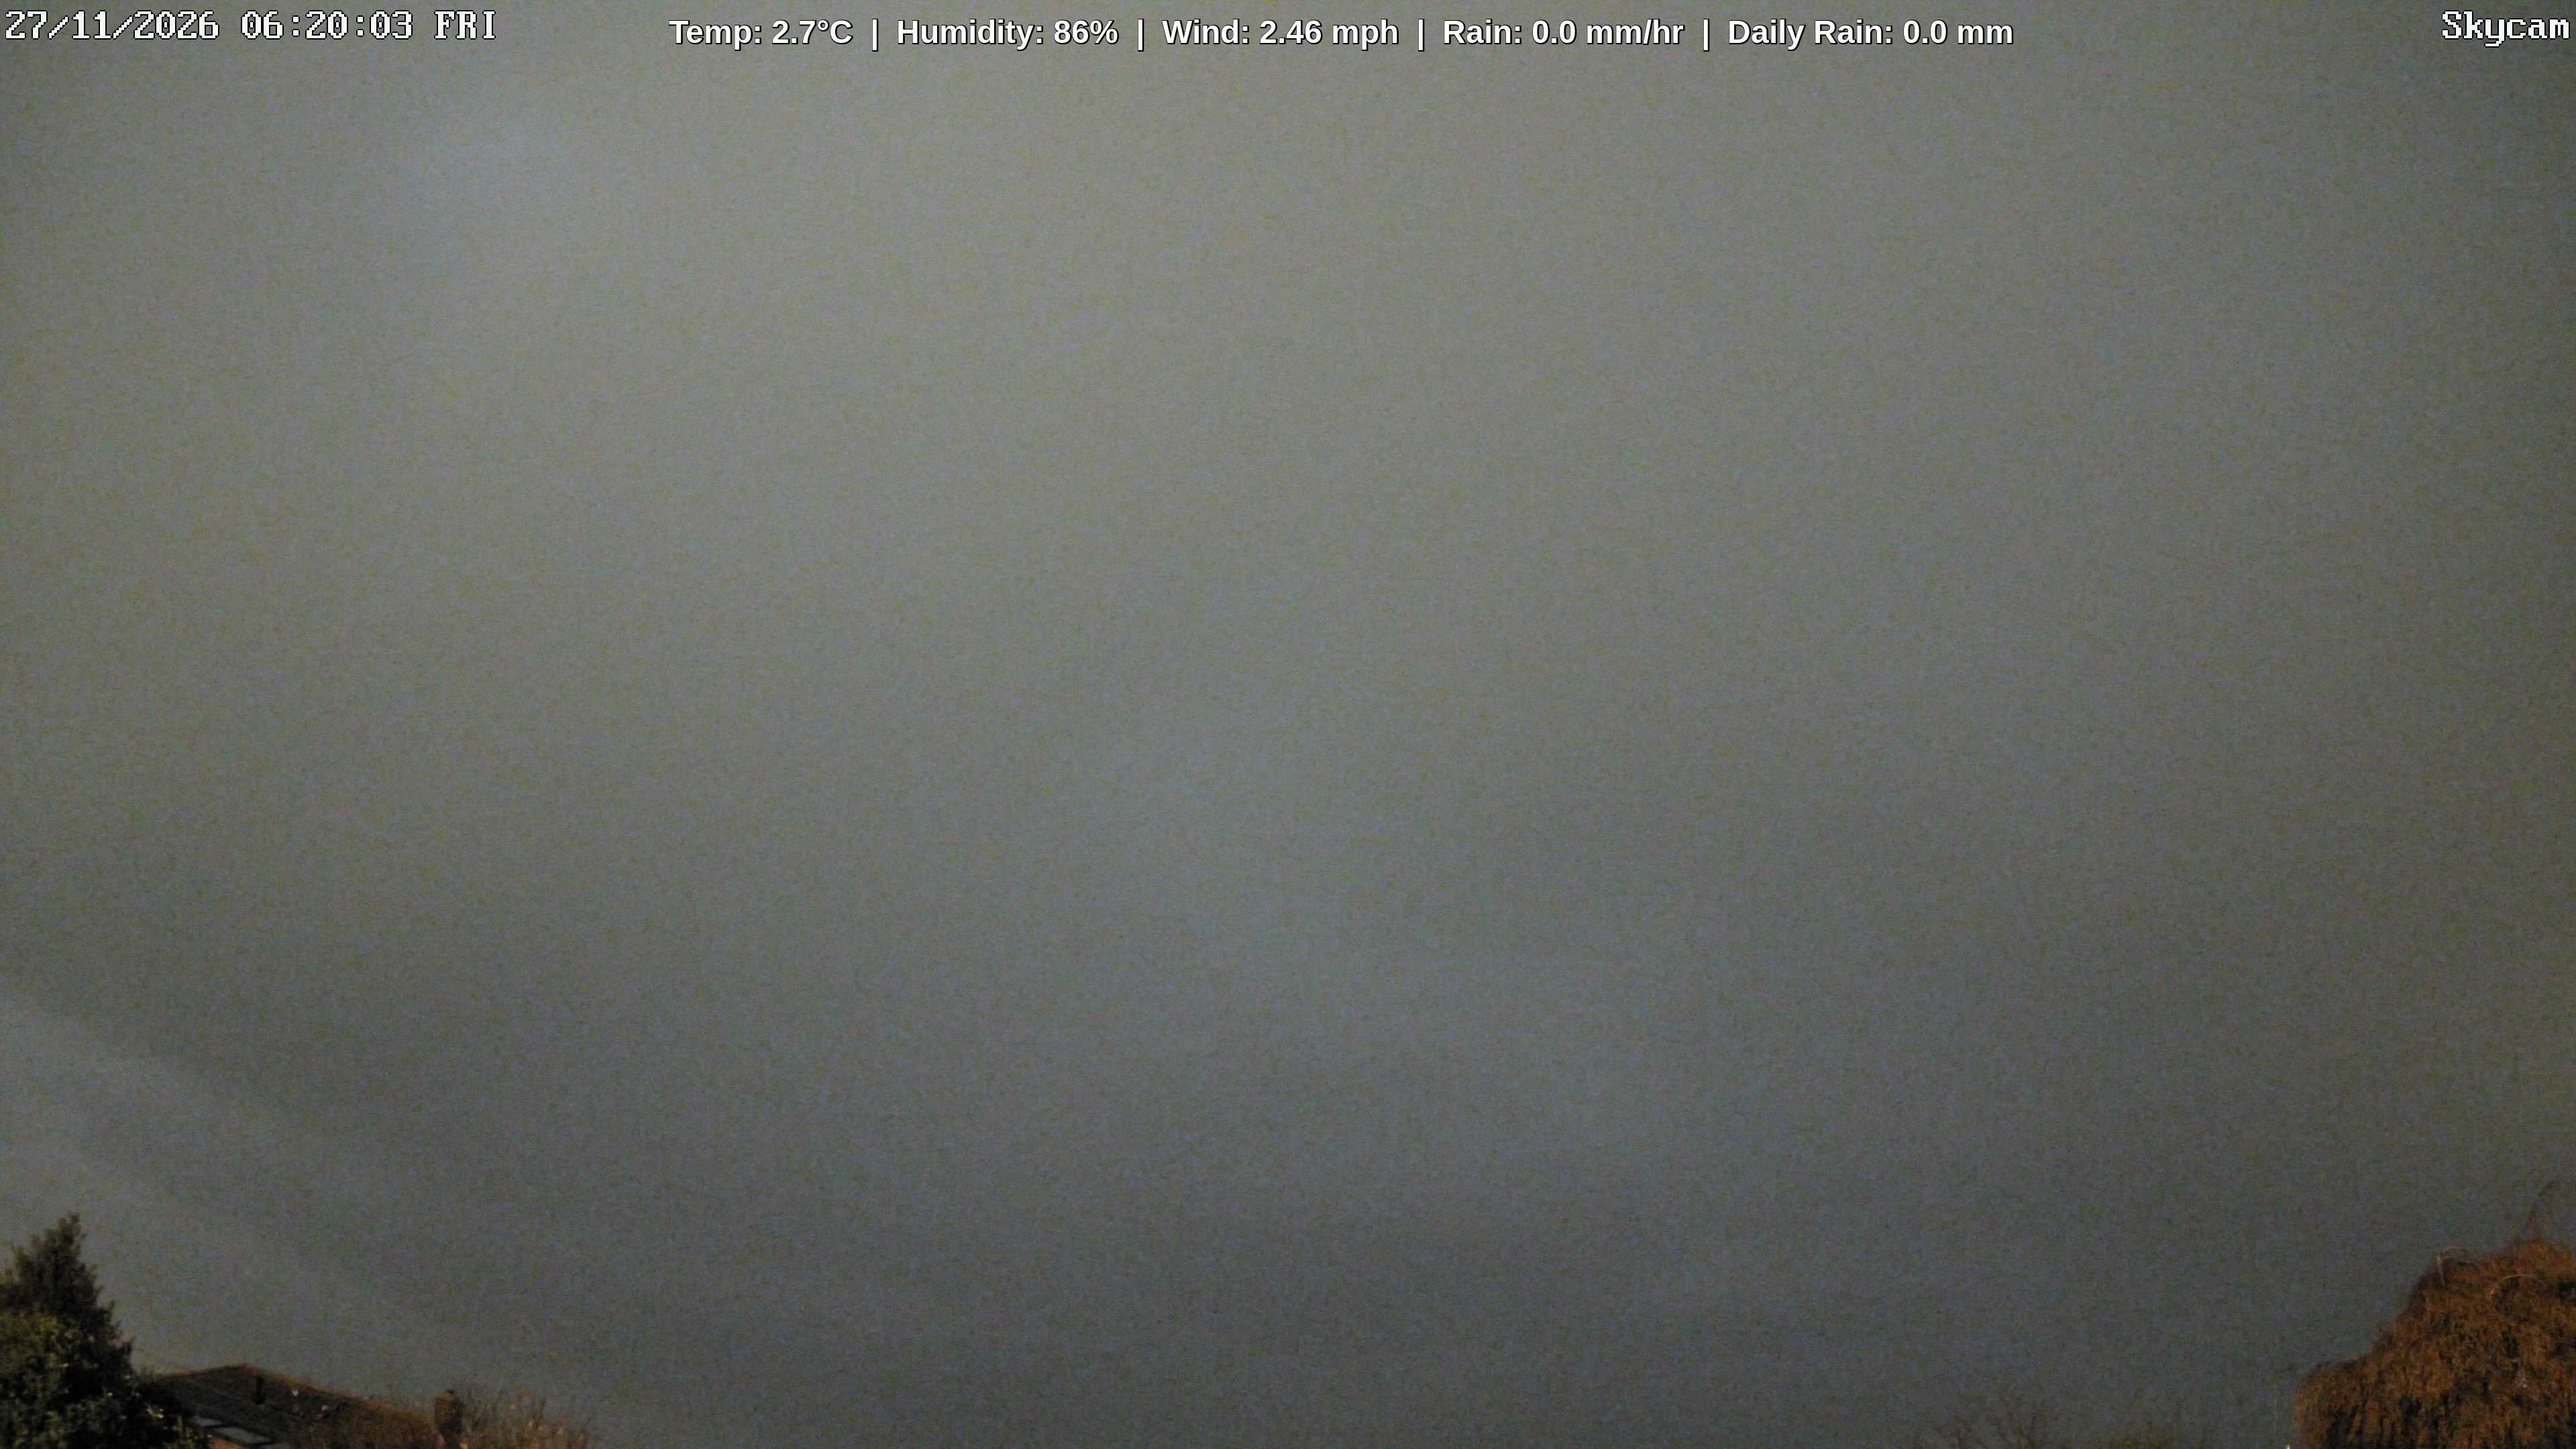 27/11/2026 06:20:03 FRI
Temp: 2.7°C | Humidity: 86% | Wind: 2.46 mph | Rain: 0.0 mm/hr | Daily Rain: 0.0 mm
Skycam